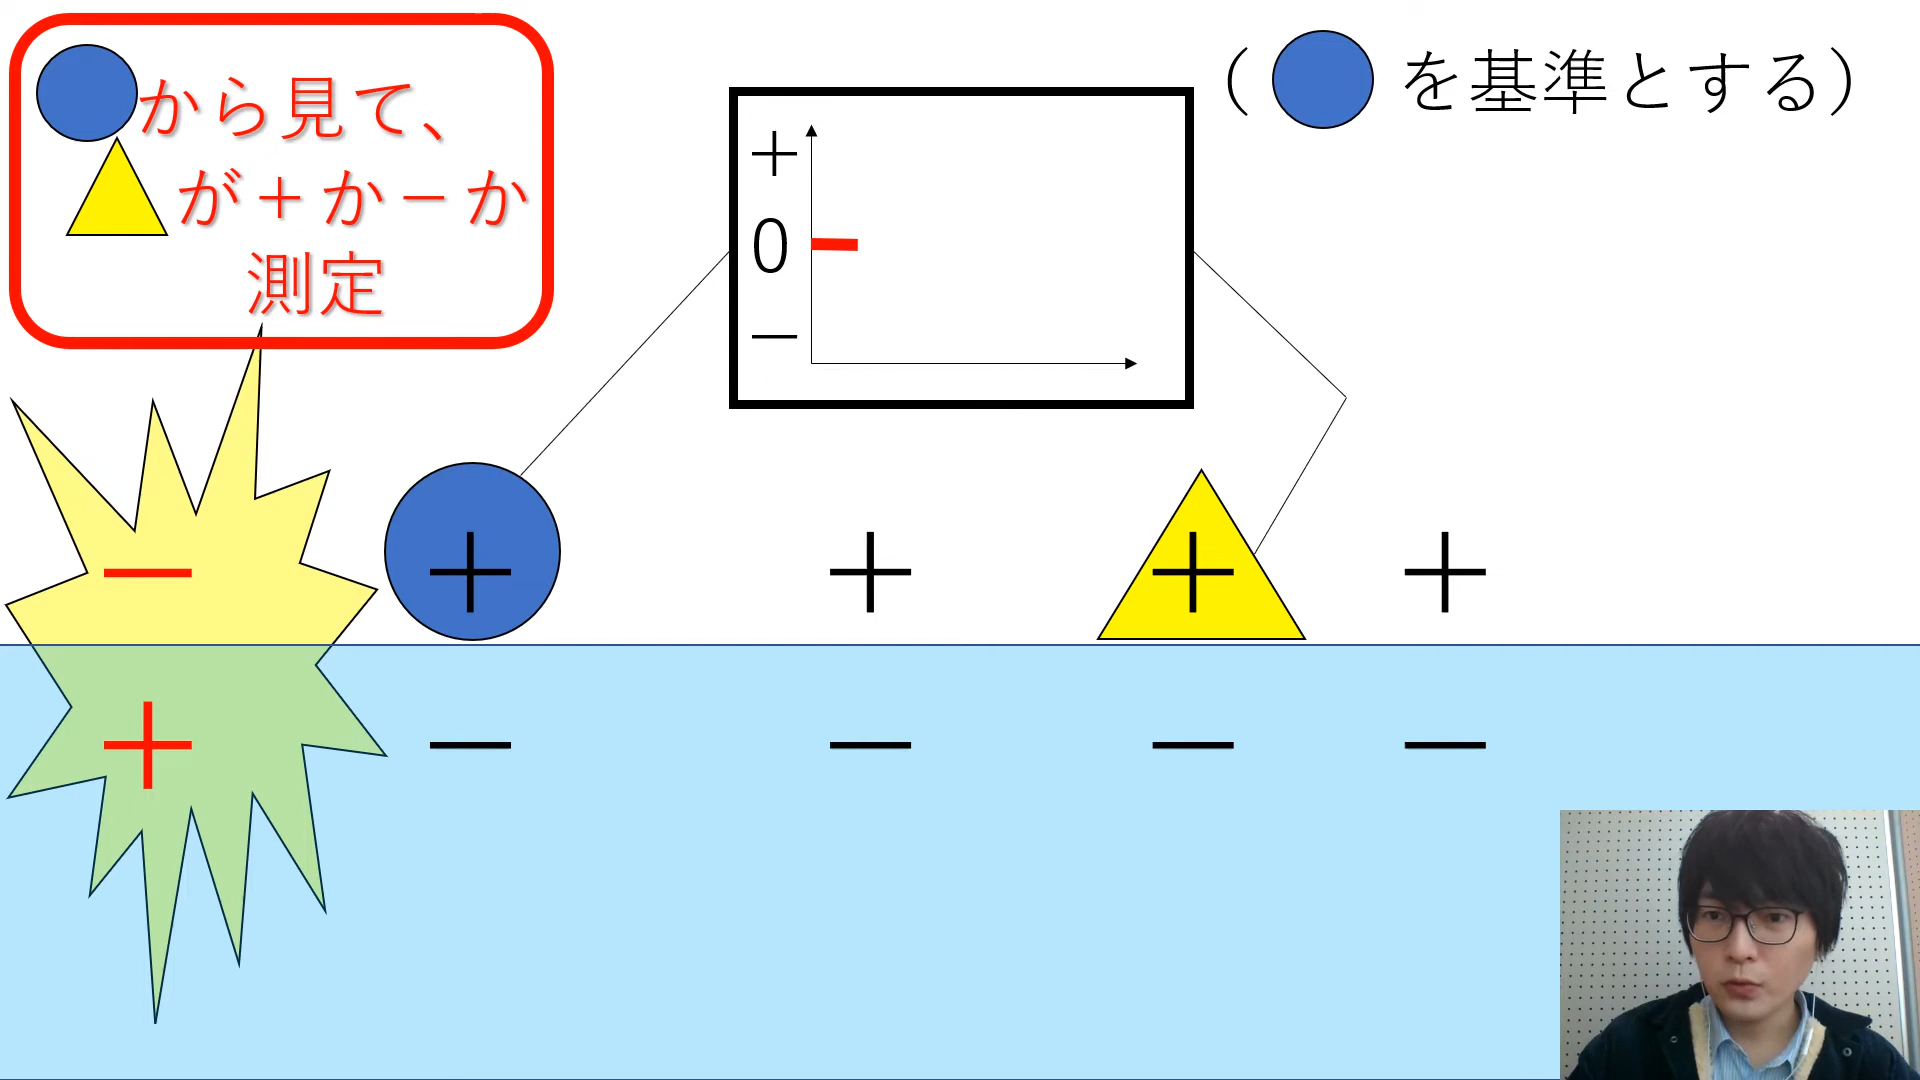 から見て、
が＋か－か
測定
（ を基準とする）
＋
0
－
－ ＋ ＋ ＋ ＋
＋ － － － －